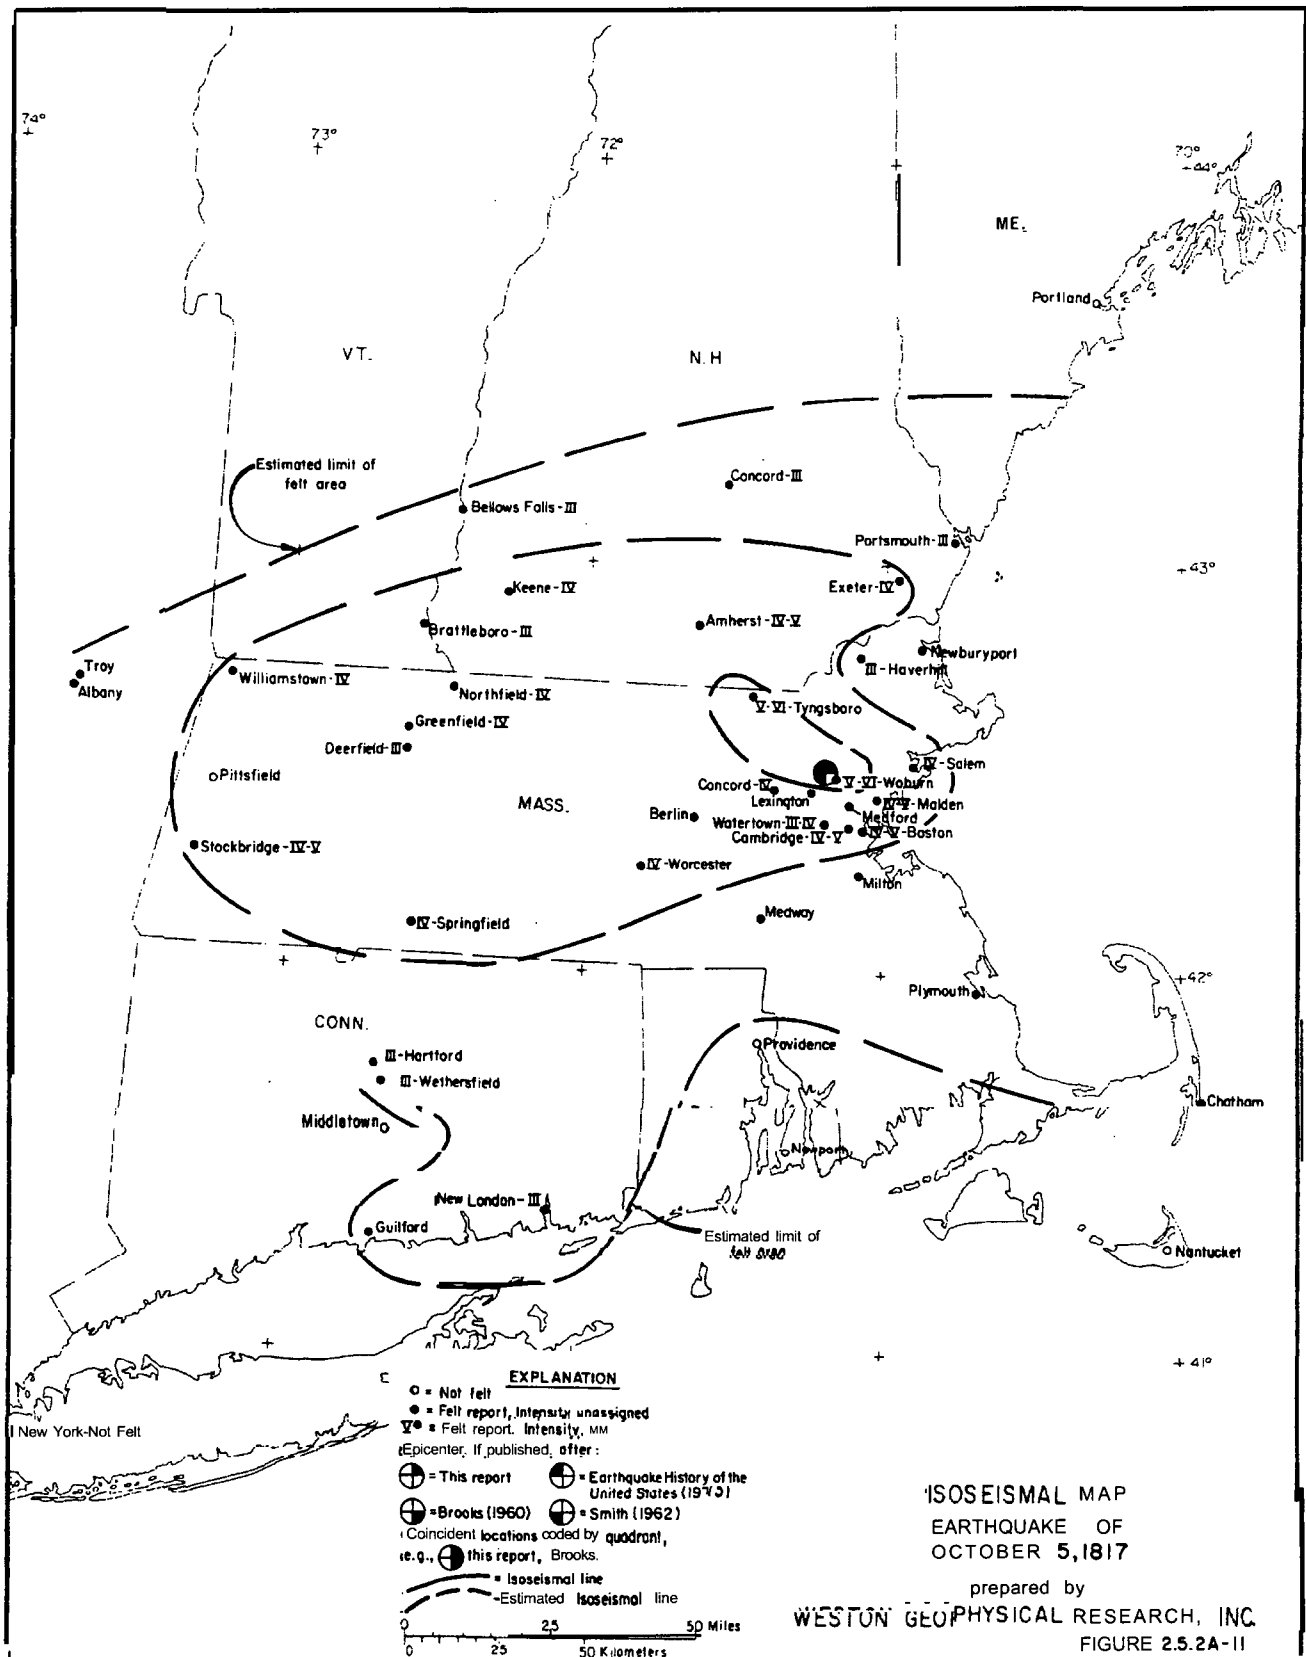 74°
73°
72°
70°
44°
ME.
Portland
VT.
N.H
Estimated limit of
felt area
Concord-III
Bellows Falls-III
Portsmouth-III
43°
Keene-IV
Exeter-IV
Brattleboro-III
Amherst-IV-V
Newburyport
III-Haverhill
Troy
Albany
Williamstown-IV
Northfield-IV
V-VI-Tyngsboro
Greenfield-IV
Deerfield-III
Pittsfield
IV-Salem
Concord-IV
V-VI-Woburn
Lexington
IV-V-Malden
MASS.
Berlin
Medford
Watertown-III-IV
Cambridge-IV-V
IV-V-Boston
Stockbridge-IV-V
IV-Worcester
Milton
IV-Springfield
Medway
42°
Plymouth
CONN.
III-Hartford
Providence
III-Wethersfield
Chatham
Middletown
Newport
New London-III
Guilford
Estimated limit of
felt
Nantucket
41°
New York-Not Felt
EXPLANATION
= Not felt
= Felt report, Intensity unassigned
V = Felt report. Intensity, MM
Epicenter. If published, after:
= This report
= Earthquake History of the
United States
= Brooks (1960)
= Smith (1962)
Coincident locations coded by quadrant,
e.g., this report, Brooks.
= Isoseismal line
-Estimated Isoseismal line
0 25 50 Miles
0 25 50 Kilometers
ISOSEISMAL MAP
EARTHQUAKE OF
OCTOBER 5,1817
prepared by
WESTON GEOPHYSICAL RESEARCH, INC.
FIGURE 2.5.2A-11